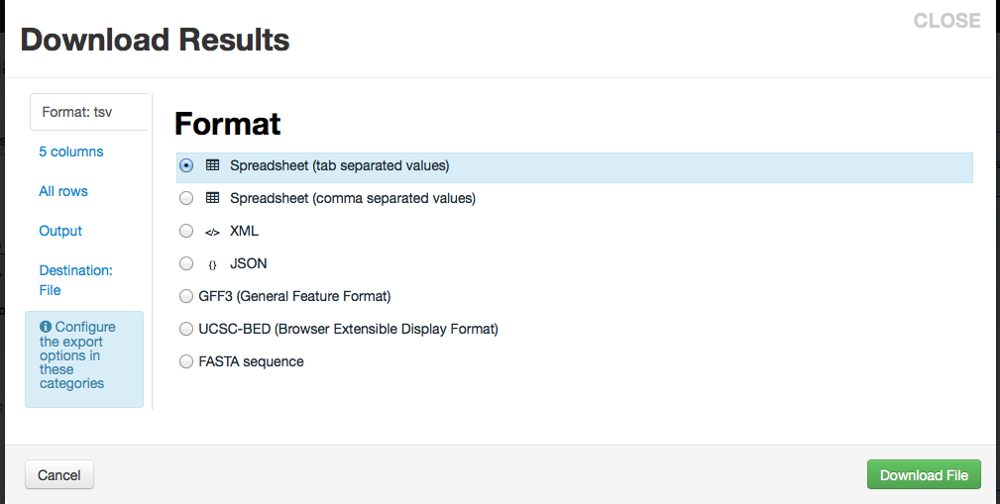 CLOSE
Download Results
Format: tsv
5 columns
All rows
Output
Destination:
File
Configure
the export
options in
these
categories
Format
Spreadsheet (tab separated values)
Spreadsheet (comma separated values)
</> XML
{} JSON
GFF3 (General Feature Format)
UCSC-BED (Browser Extensible Display Format)
FASTA sequence
Cancel
Download File